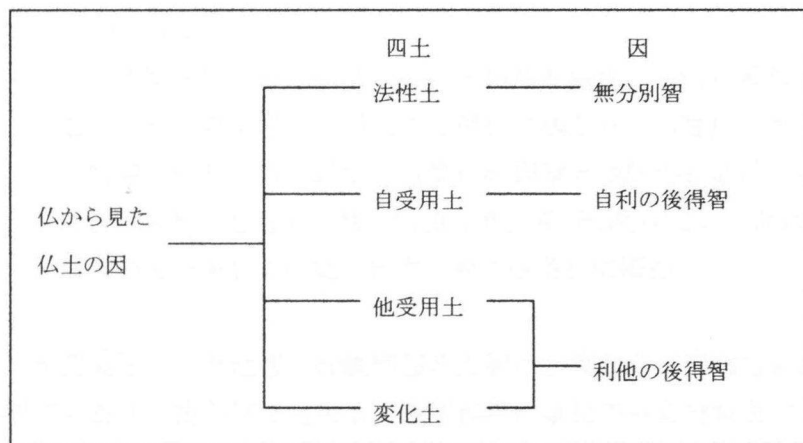 四土 因
法性土 無分別智
自受用土 自利の後得智
仏から見た
仏土の因
他受用土
利他の後得智
変化土